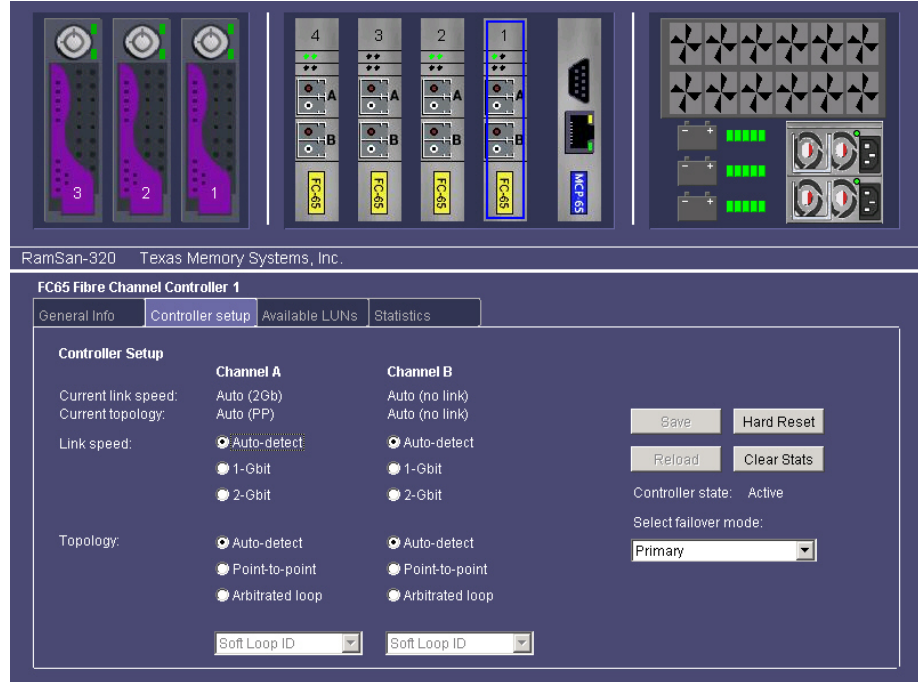 4 3 2 1
A A A A
B B B B
3 2 1
FC-65 FC-65 FC-65 FC-65 MCP-65
- +
- +
- +
RamSan-320 Texas Memory Systems, Inc.
FC65 Fibre Channel Controller 1
General Info Controller setup Available LUNs Statistics
Controller Setup
Channel A Channel B
Current link speed: Auto (2Gb) Auto (no link)
Current topology: Auto (PP) Auto (no link)
Save Hard Reset
Link speed: Auto-detect Auto-detect
Reload Clear Stats
1-Gbit 1-Gbit
2-Gbit 2-Gbit
Controller state: Active
Select failover mode:
Topology: Auto-detect Auto-detect
Primary
Point-to-point Point-to-point
Arbitrated loop Arbitrated loop
Soft Loop ID Soft Loop ID